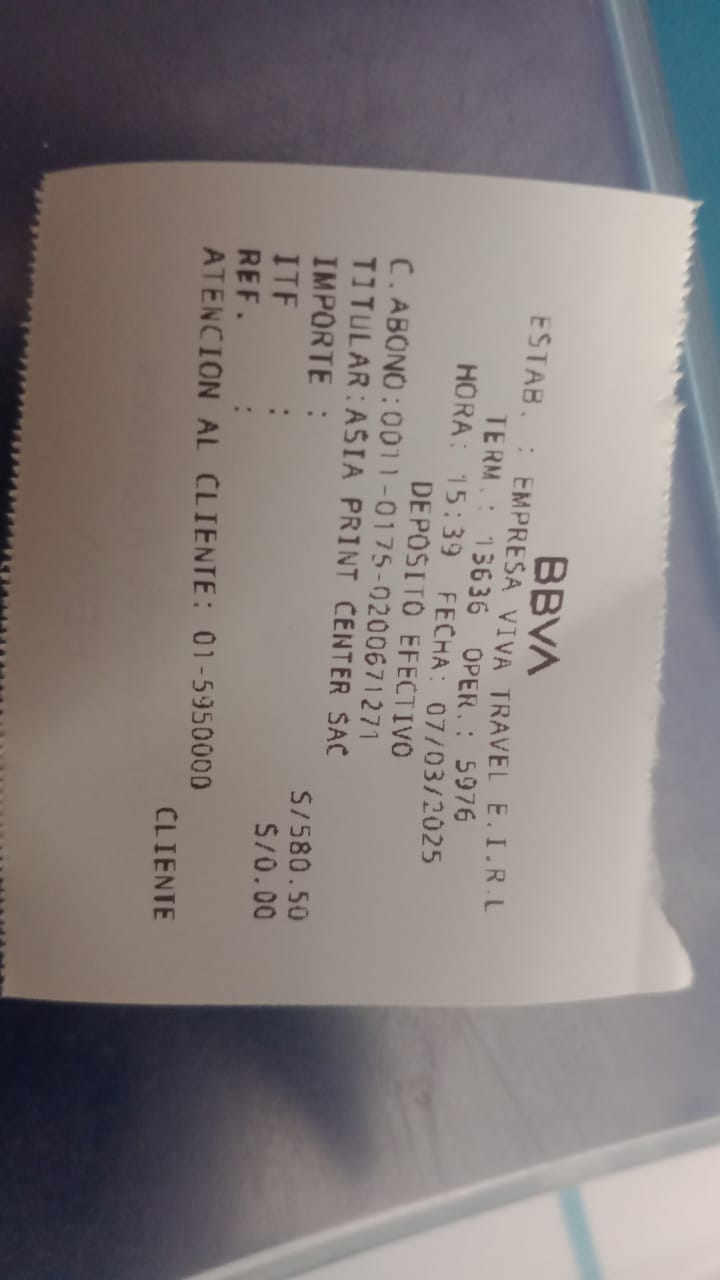 BBVA
ESTAB. : EMPRESA VIVA TRAVEL E.I.R.L
TERM.: 13636 OPER.: 5976
HORA: 15:39 FECHA: 07/03/2025
DEPOSITO EFECTIVO
C.ABONO:0011-0175-0200671271
TITULAR:ASIA PRINT CENTER SAC
IMPORTE : S/580.50
ITF : S/0.00
REF. :
ATENCION AL CLIENTE: 01-5950000
CLIENTE